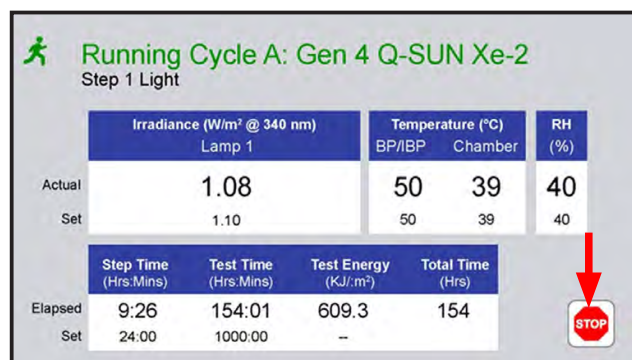 Running Cycle A: Gen 4 Q-SUN Xe-2
Step 1 Light
Irradiance (W/m² @ 340 nm) Temperature (°C) RH
Lamp 1 BP/IBP Chamber (%)
Actual 1.08 50 39 40
Set 1.10 50 39 40
Step Time Test Time Test Energy Total Time
(Hrs:Mins) (Hrs:Mins) (KJ/:m²) (Hrs)
Elapsed 9:26 154:01 609.3 154
Set 24:00 1000:00 --
STOP